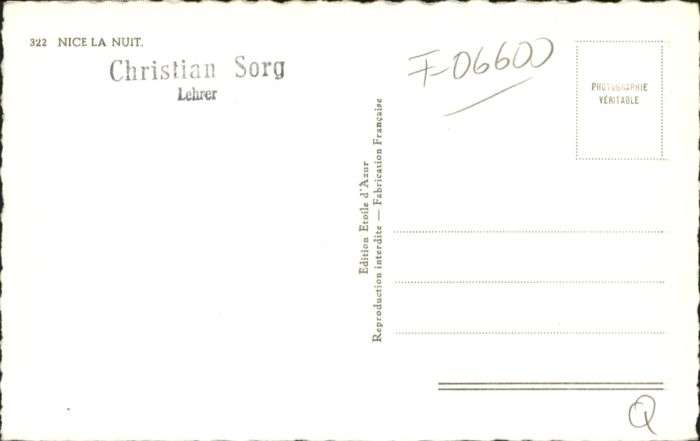 322 NICE LA NUIT.
Christian Sorg
Lehrer
F-06600
PHOTOGRAPHIE
VÉRITABLE
Edition Etoile d'Azur
Reproduction interdite — Fabrication Française
Q